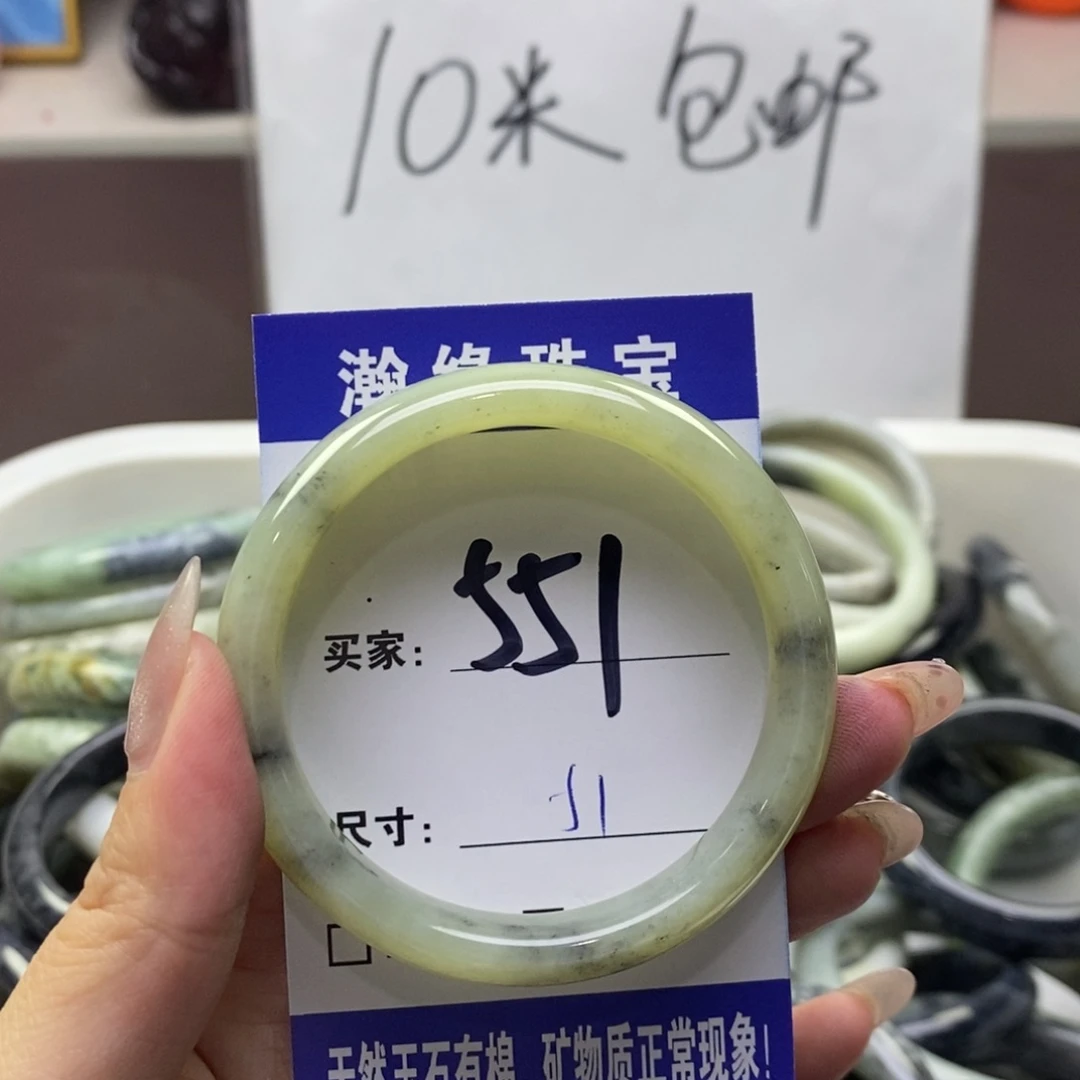 10米 包邮
瀚缘珠宝
买家: 551
尺寸: 51
天然玉石有棉 矿物质正常现象!